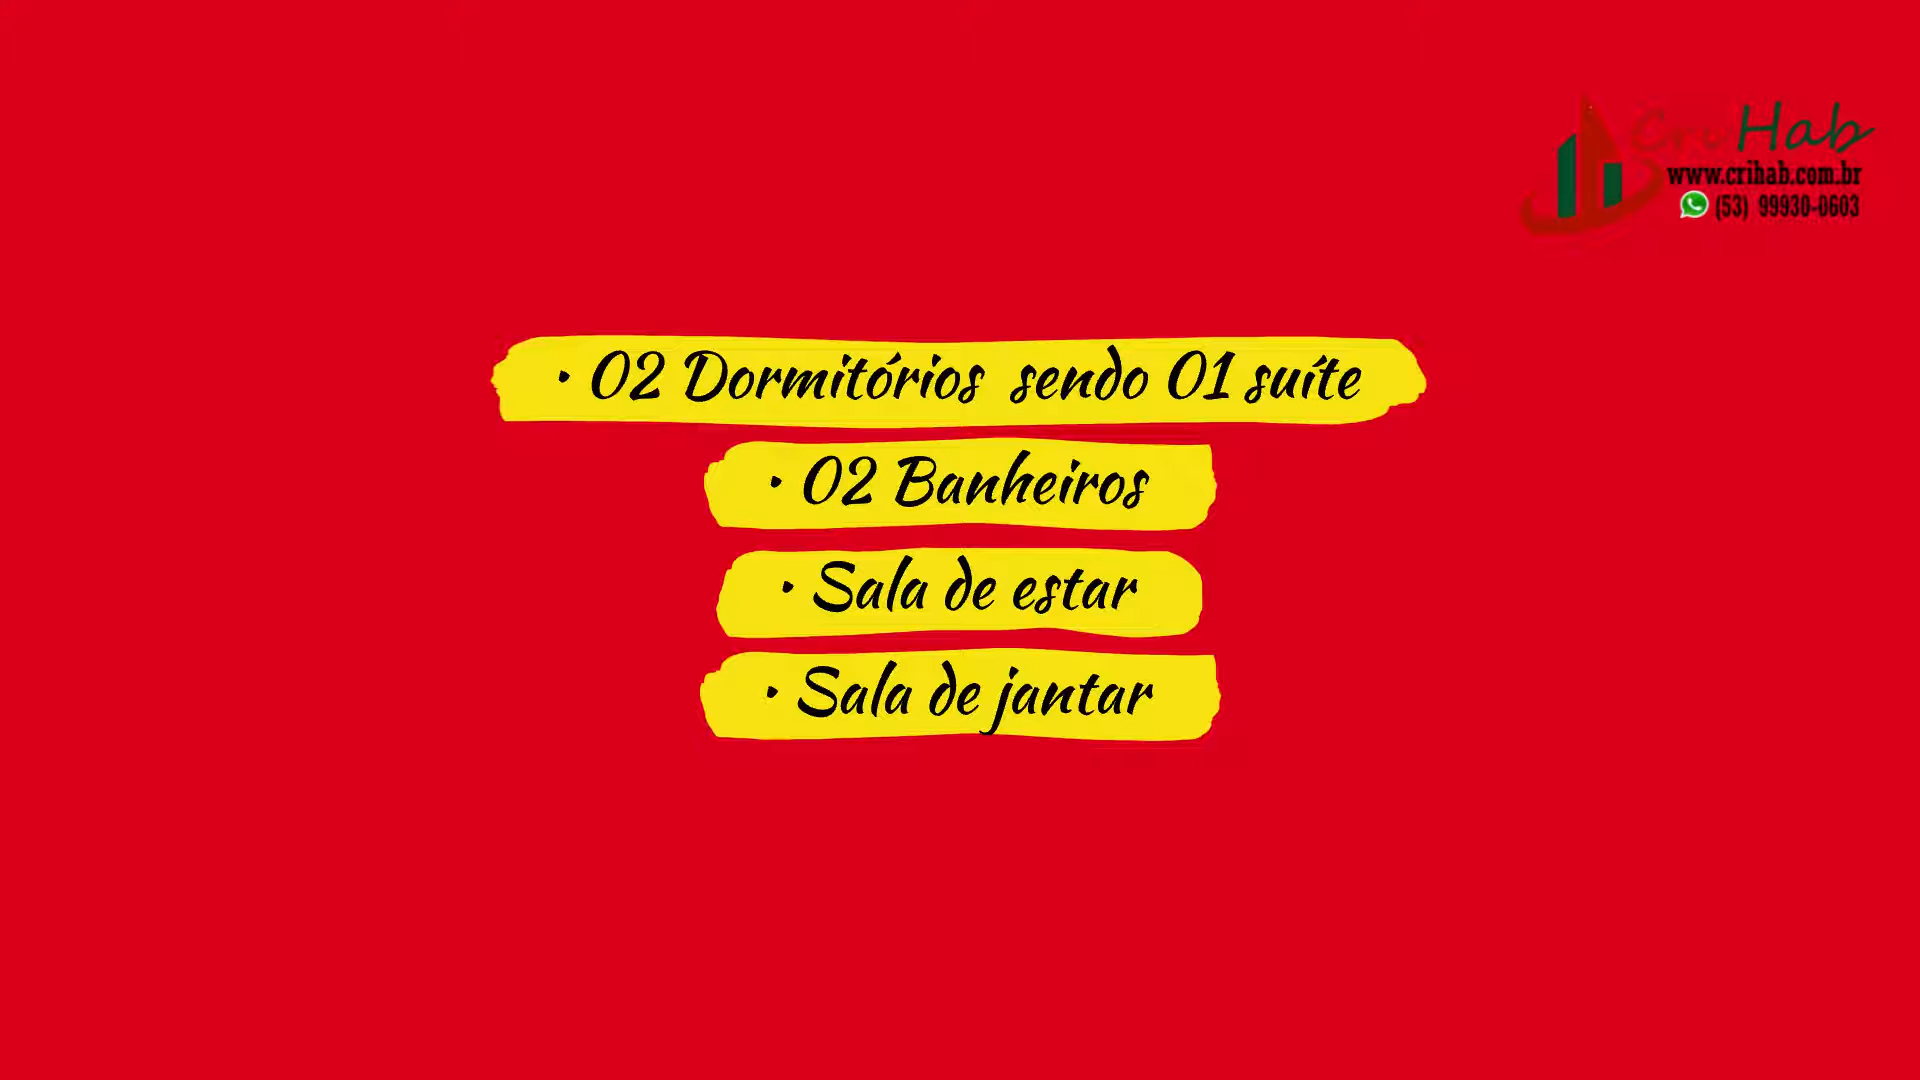 CriHab
www.crihab.com.br
(53) 99930-0603
• 02 Dormitórios sendo 01 suíte
• 02 Banheiros
• Sala de estar
• Sala de jantar